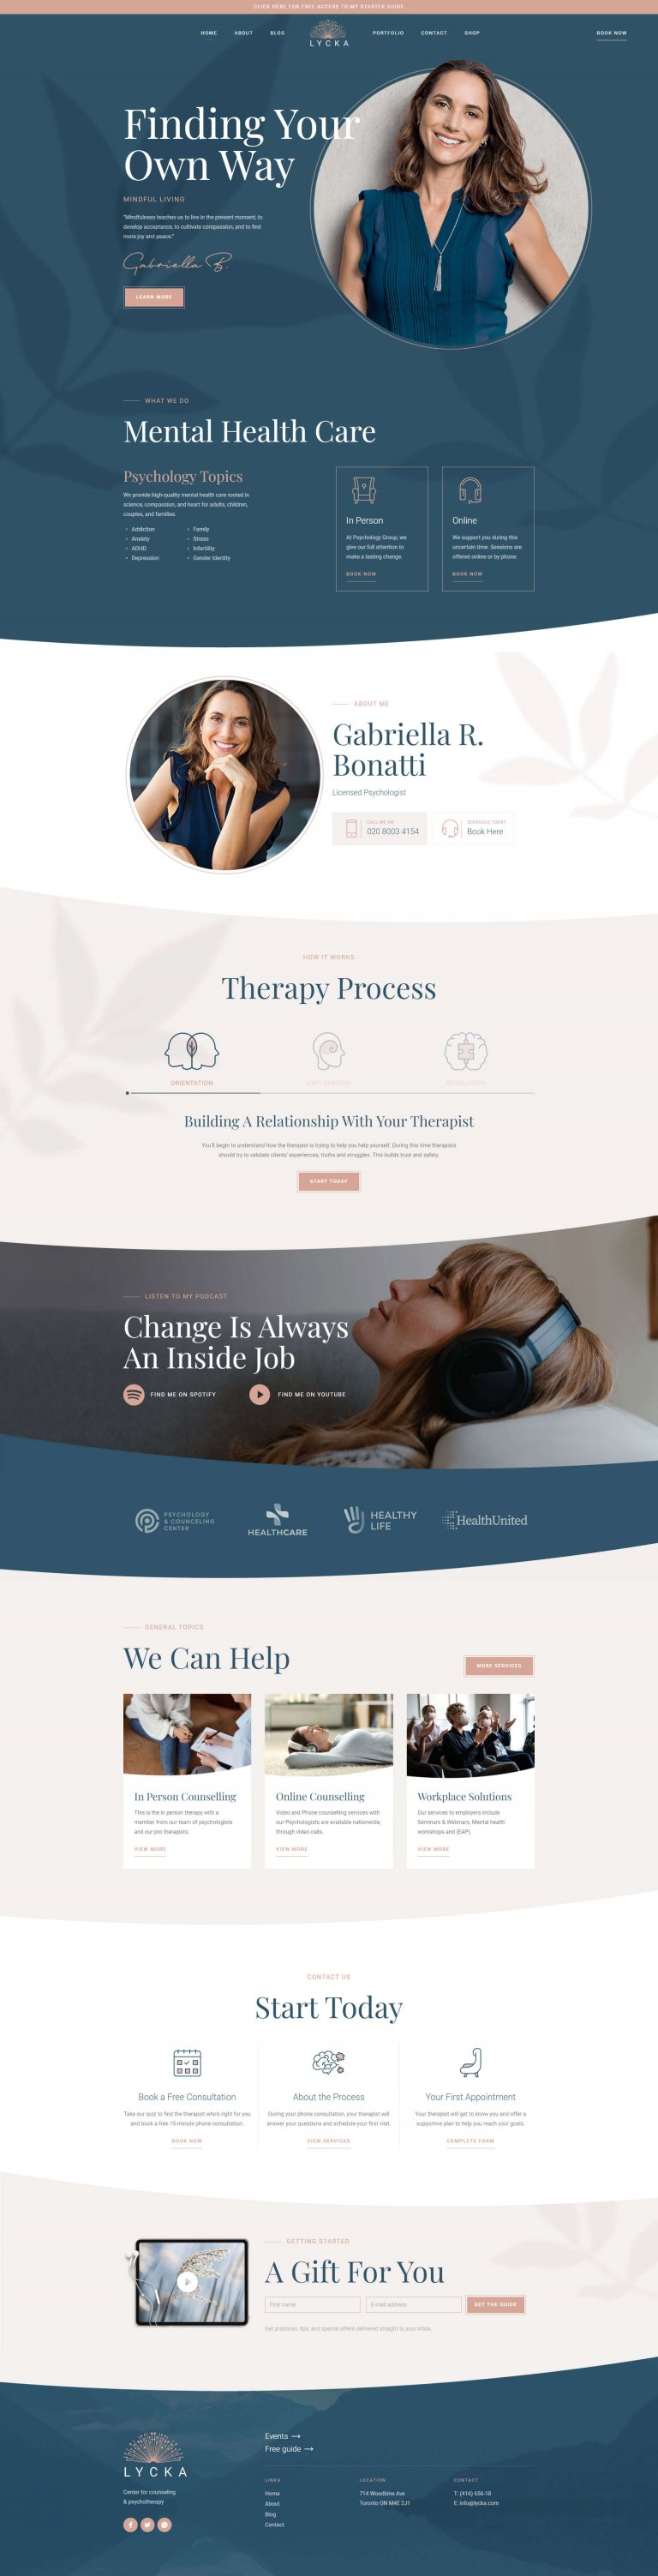 CLICK HERE FOR FREE ACCESS TO MY STARTER GUIDE
HOME
ABOUT
BLOG
LYCKA
PORTFOLIO
CONTACT
SHOP
BOOK NOW
Finding Your
Own Way
MINDFUL LIVING
"Mindfulness teaches us to live in the present moment, to
develop acceptance, to cultivate compassion, and to find
more joy and peace."
Gabriella B.
LEARN MORE
WHAT WE DO
Mental Health Care
Psychology Topics
We provide high-quality mental health care rooted in
science, compassion, and heart for adults, children,
couples, and families.
Addiction
Anxiety
ADHD
Depression
Family
Stress
Infertility
Gender Identity
In Person
At Psychology Group, we
give our full attention to
make a lasting change.
BOOK NOW
Online
We support you during this
uncertain time. Sessions are
offered online or by phone.
BOOK NOW
ABOUT ME
Gabriella R.
Bonatti
Licensed Psychologist
CALL ME ON
020 8003 4154
SCHEDULE TODAY
Book Here
HOW IT WORKS
Therapy Process
ORIENTATION
EXPLORATION
RESOLUTION
Building A Relationship With Your Therapist
You'll begin to understand how the therapist is trying to help you help yourself. During this time therapists
should try to validate clients' experiences, truths and struggles. This builds trust and safety.
START TODAY
LISTEN TO MY PODCAST
Change Is Always
An Inside Job
FIND ME ON SPOTIFY
FIND ME ON YOUTUBE
PSYCHOLOGY
& COUNCELING
CENTER
HEALTHCARE
HEALTHY
LIFE
HealthUnited
GENERAL TOPICS
We Can Help
MORE SERVICES
In Person Counselling
This is the in person therapy with a
member from our team of psychologists
and our pro therapists.
VIEW MORE
Online Counselling
Video and Phone counselling services with
our Psychologists are available nationwide,
through video calls.
VIEW MORE
Workplace Solutions
Our services to employers include
Seminars & Webinars, Mental health
workshops and (EAP).
VIEW MORE
CONTACT US
Start Today
Book a Free Consultation
Take our quiz to find the therapist who's right for you
and book a free 15-minute phone consultation.
BOOK NOW
About the Process
During your phone consultation, your therapist will
answer your questions and schedule your first visit.
VIEW SERVICES
Your First Appointment
Your therapist will get to know you and offer a
supportive plan to help you reach your goals.
COMPLETE FORM
GETTING STARTED
A Gift For You
First name
E-mail address
GET THE GUIDE
Get practices, tips, and special offers delivered straight to your inbox.
LYCKA
Center for counseling
& psychotherapy
Events →
Free guide →
LINKS
Home
About
Blog
Contact
LOCATION
714 Woodbine Ave
Toronto ON M4E 2J1
CONTACT
T: (416) 656-18
E: info@lycka.com